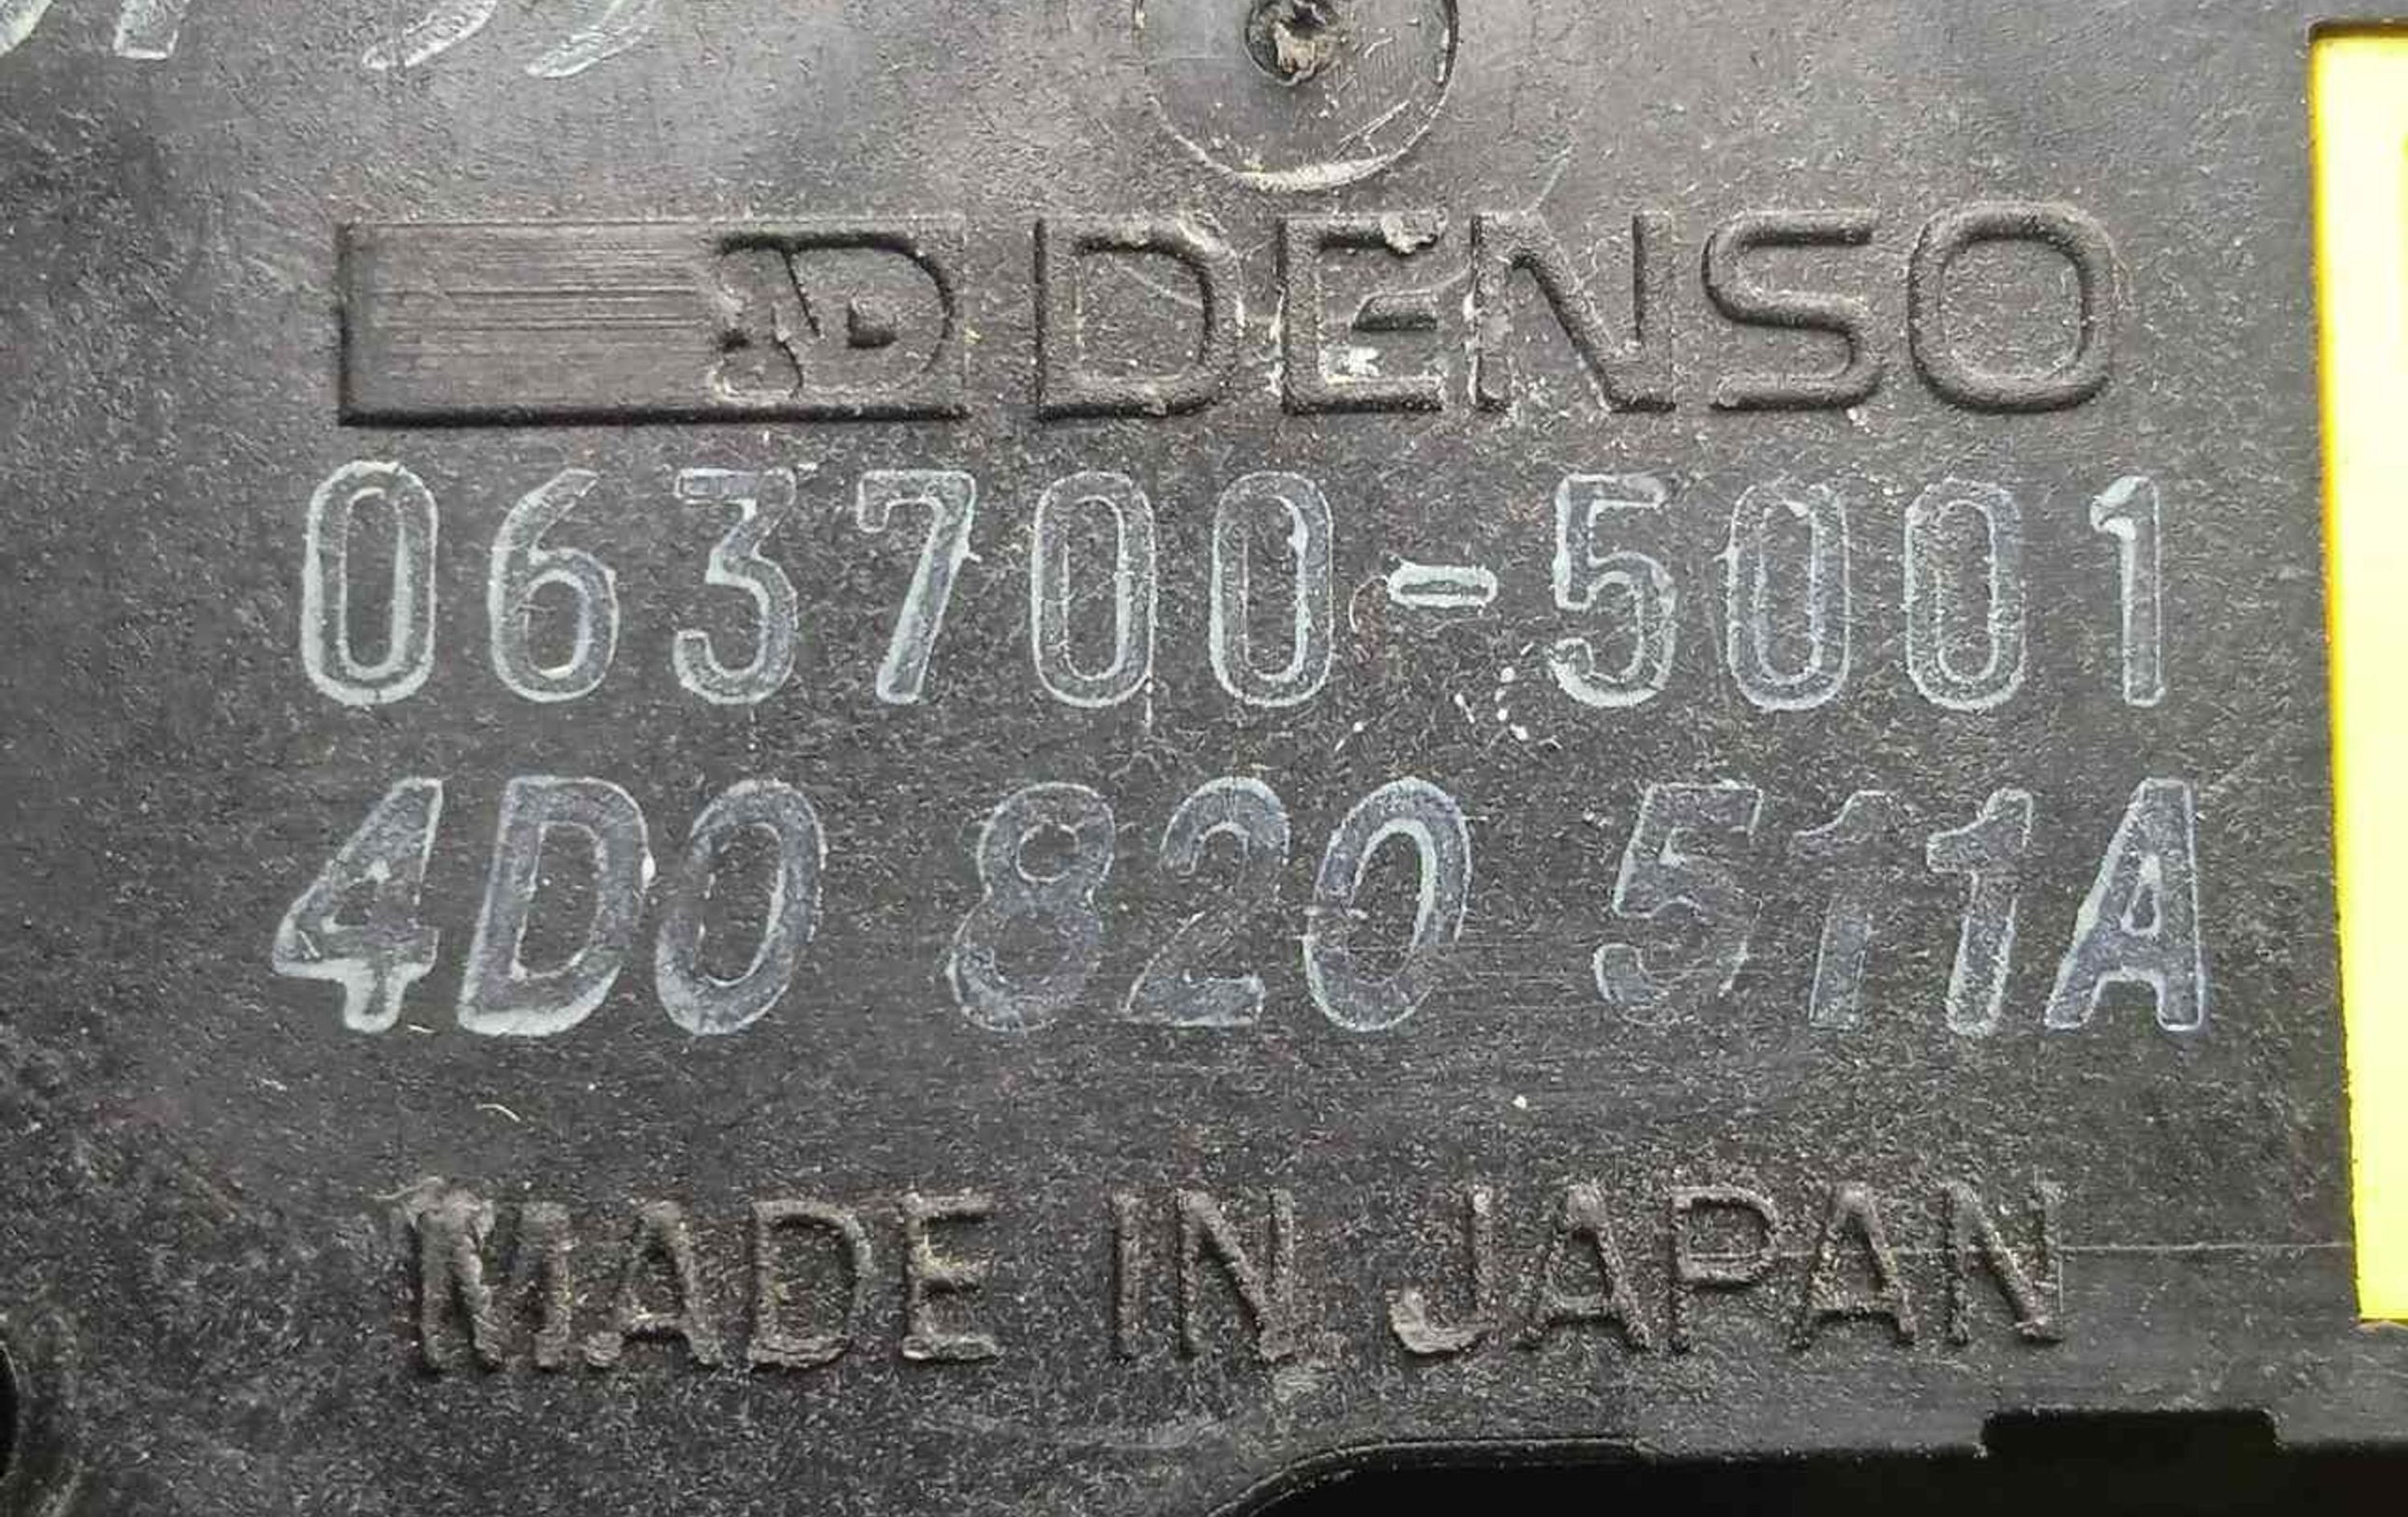 DENSO
063700-5001
4D0 820 511A
MADE IN JAPAN